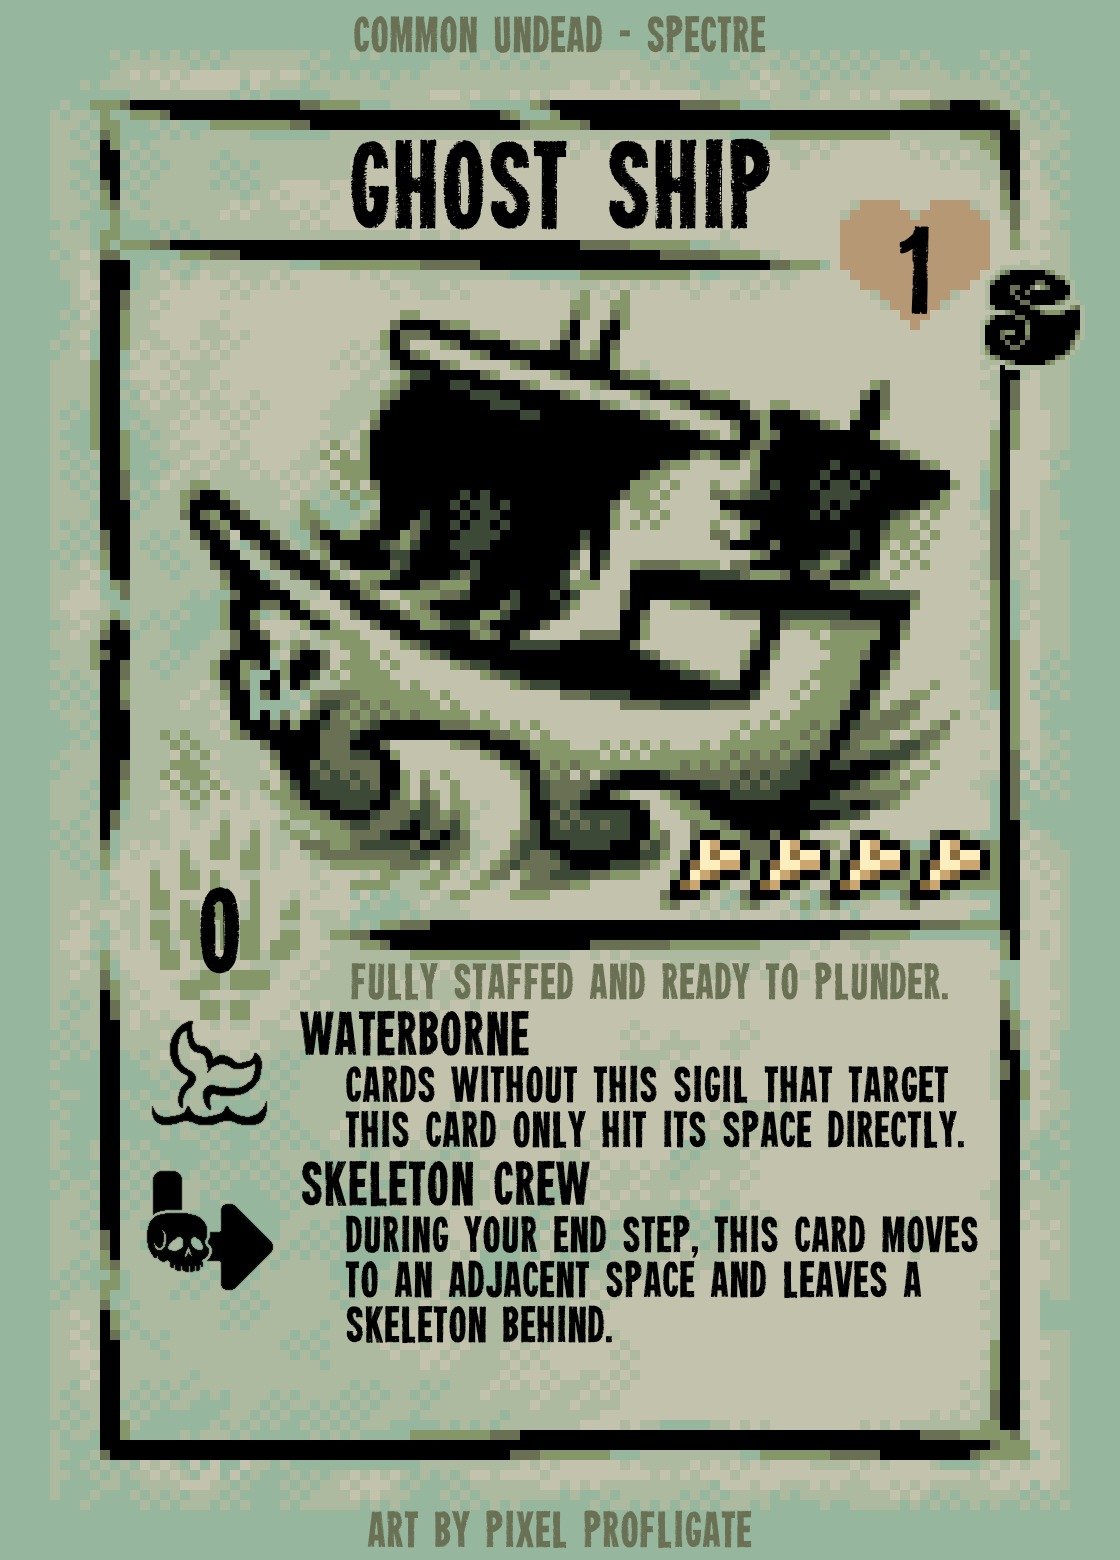 COMMON UNDEAD - SPECTRE
GHOST SHIP
1
0
FULLY STAFFED AND READY TO PLUNDER.
WATERBORNE
CARDS WITHOUT THIS SIGIL THAT TARGET
THIS CARD ONLY HIT ITS SPACE DIRECTLY.
SKELETON CREW
DURING YOUR END STEP, THIS CARD MOVES
TO AN ADJACENT SPACE AND LEAVES A
SKELETON BEHIND.
ART BY PIXEL PROFLIGATE